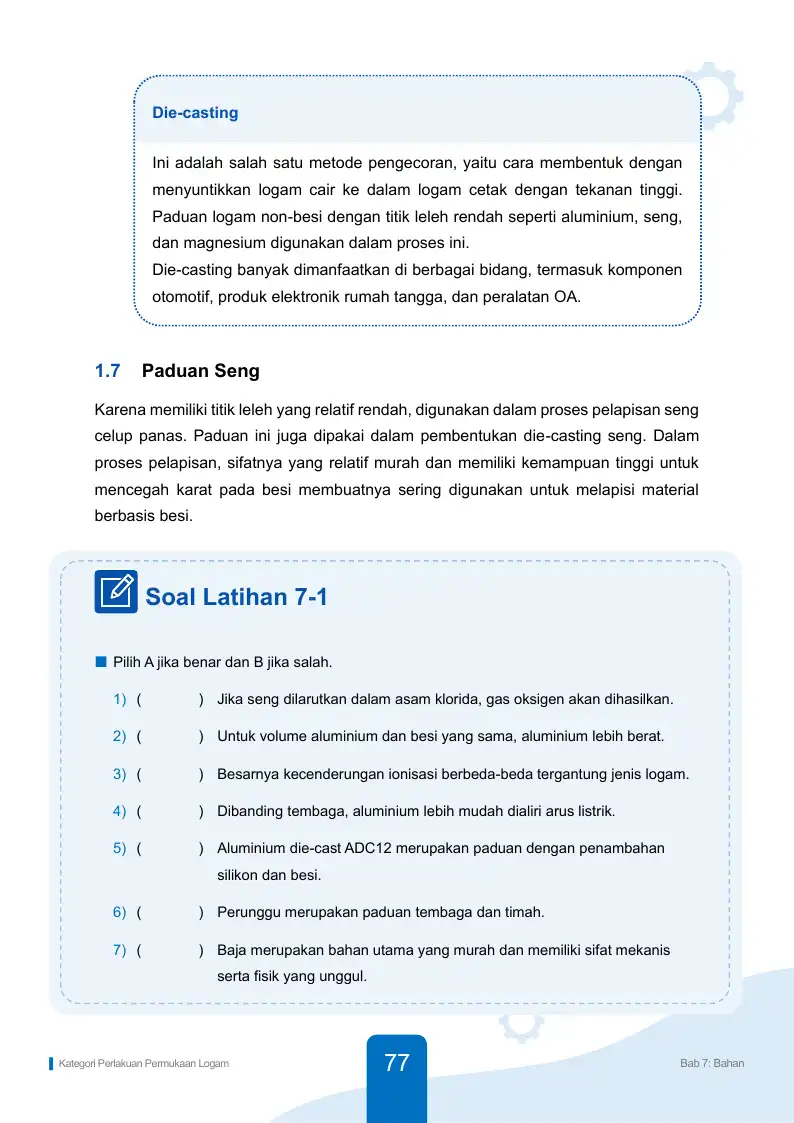 Die-casting
Ini adalah salah satu metode pengecoran, yaitu cara membentuk dengan
menyuntikkan logam cair ke dalam logam cetak dengan tekanan tinggi.
Paduan logam non-besi dengan titik leleh rendah seperti aluminium, seng,
dan magnesium digunakan dalam proses ini.
Die-casting banyak dimanfaatkan di berbagai bidang, termasuk komponen
otomotif, produk elektronik rumah tangga, dan peralatan OA.
1.7 Paduan Seng
Karena memiliki titik leleh yang relatif rendah, digunakan dalam proses pelapisan seng
celup panas. Paduan ini juga dipakai dalam pembentukan die-casting seng. Dalam
proses pelapisan, sifatnya yang relatif murah dan memiliki kemampuan tinggi untuk
mencegah karat pada besi membuatnya sering digunakan untuk melapisi material
berbasis besi.
Soal Latihan 7-1
■ Pilih A jika benar dan B jika salah.
1) ( ) Jika seng dilarutkan dalam asam klorida, gas oksigen akan dihasilkan.
2) ( ) Untuk volume aluminium dan besi yang sama, aluminium lebih berat.
3) ( ) Besarnya kecenderungan ionisasi berbeda-beda tergantung jenis logam.
4) ( ) Dibanding tembaga, aluminium lebih mudah dialiri arus listrik.
5) ( ) Aluminium die-cast ADC12 merupakan paduan dengan penambahan
silikon dan besi.
6) ( ) Perunggu merupakan paduan tembaga dan timah.
7) ( ) Baja merupakan bahan utama yang murah dan memiliki sifat mekanis
serta fisik yang unggul.
Kategori Perlakuan Permukaan Logam
77
Bab 7: Bahan